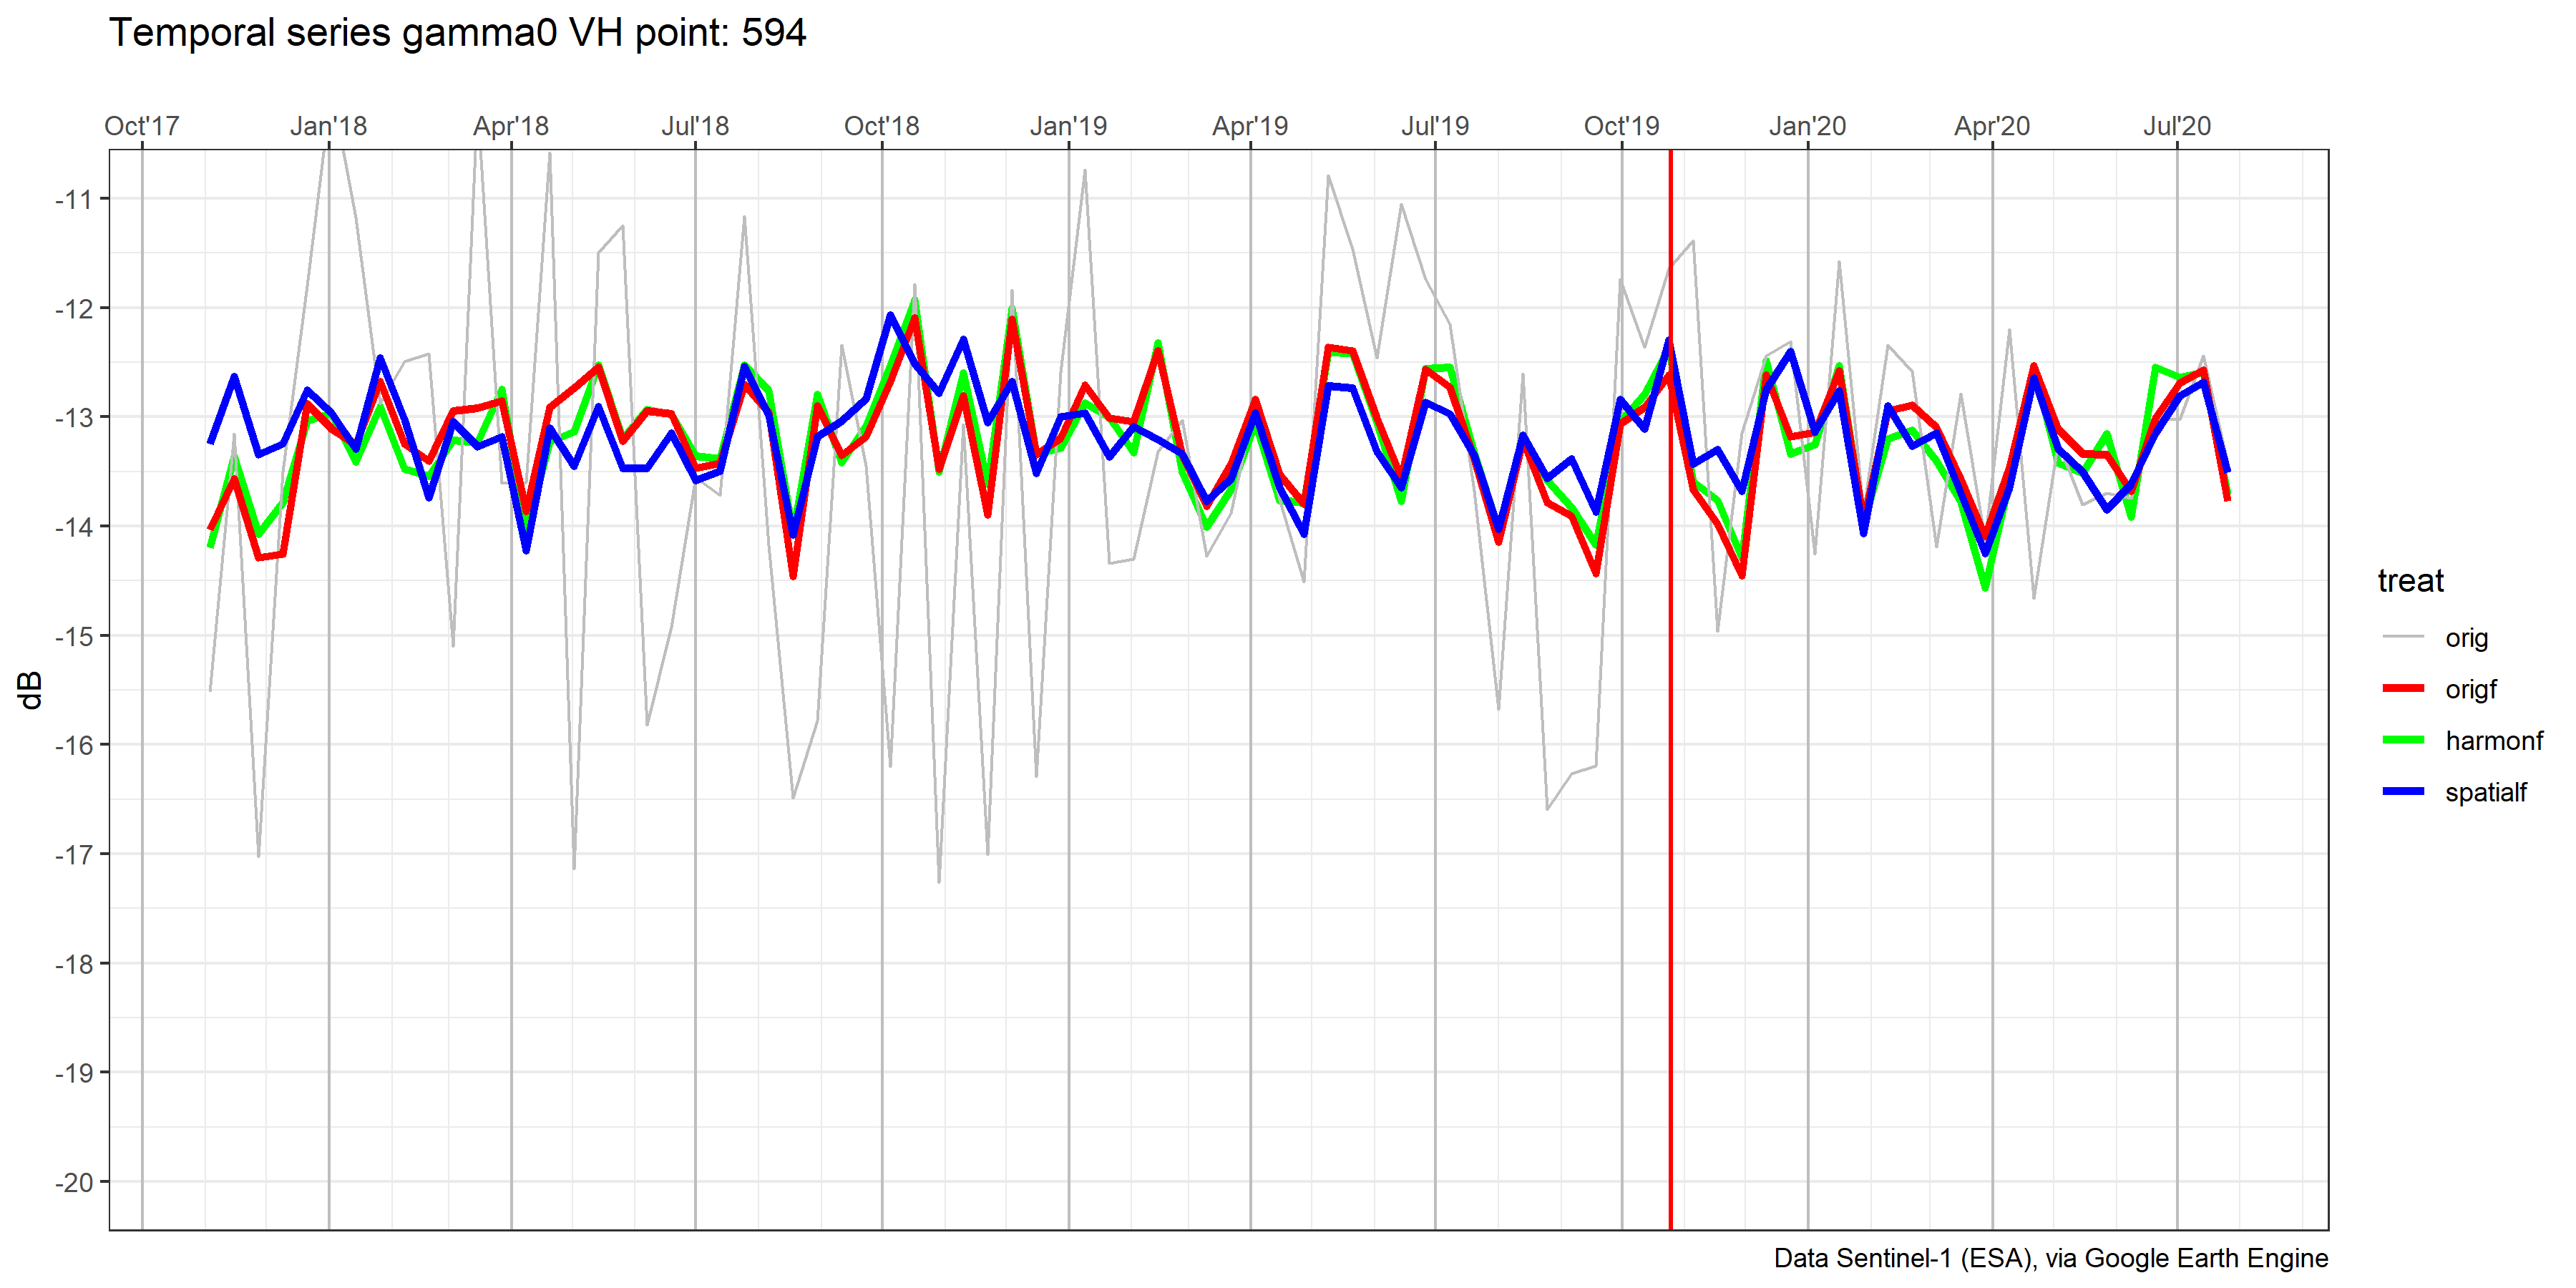 Temporal series gamma0 VH point: 594
Oct'17 Jan'18 Apr'18 Jul'18 Oct'18 Jan'19 Apr'19 Jul'19 Oct'19 Jan'20 Apr'20 Jul'20
-11
-12
-13
-14
-15
-16
-17
-18
-19
-20
dB
treat
orig
origf
harmonf
spatialf
Data Sentinel-1 (ESA), via Google Earth Engine